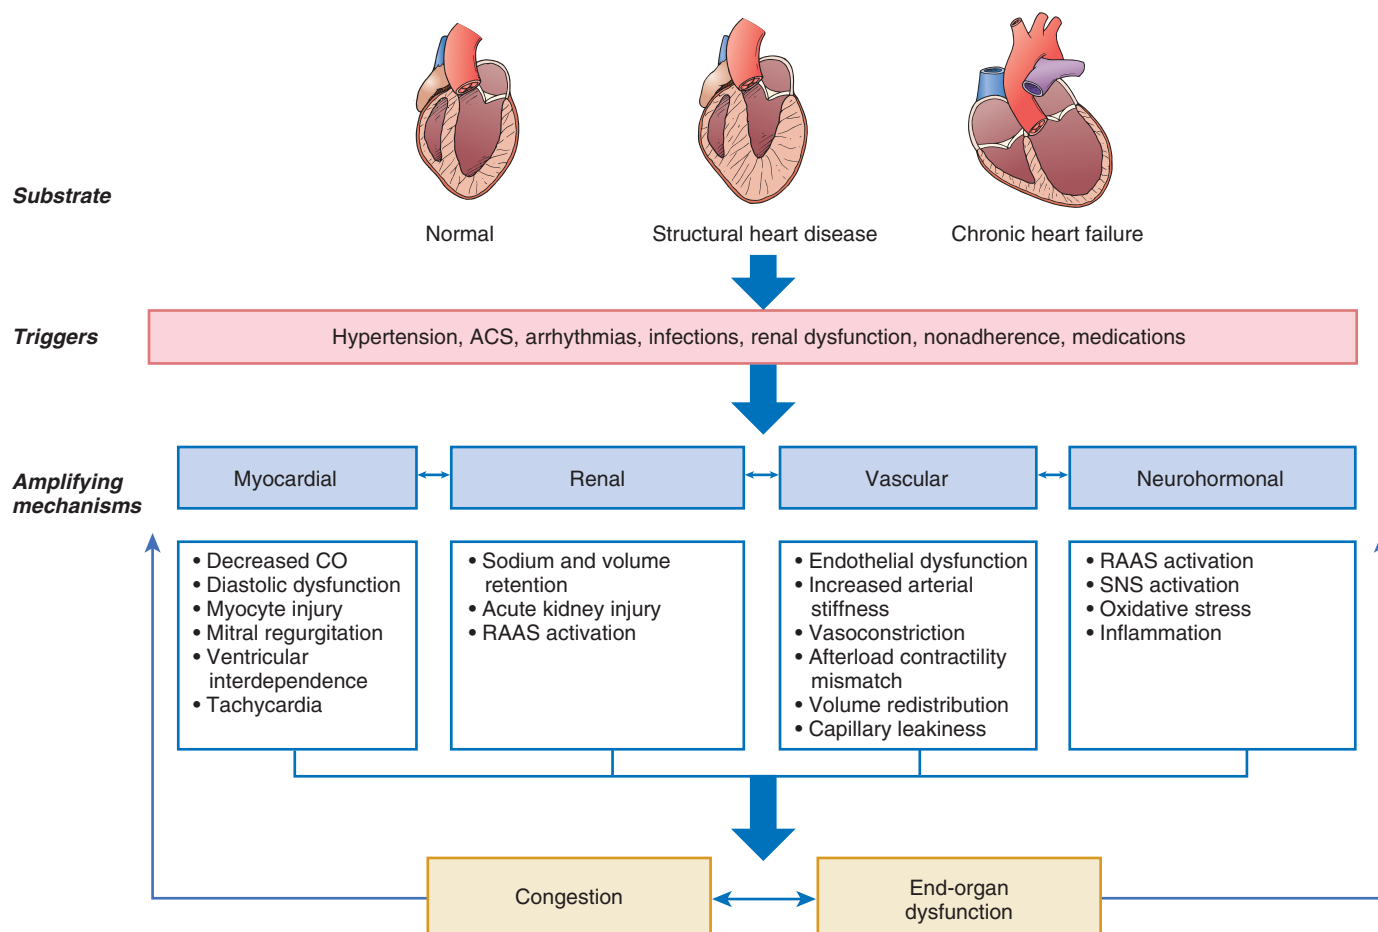 Substrate
Normal
Structural heart disease
Chronic heart failure
Triggers
Hypertension, ACS, arrhythmias, infections, renal dysfunction, nonadherence, medications
Amplifying
mechanisms
Myocardial
Renal
Vascular
Neurohormonal
• Decreased CO
• Diastolic dysfunction
• Myocyte injury
• Mitral regurgitation
• Ventricular
interdependence
• Tachycardia
• Sodium and volume
retention
• Acute kidney injury
• RAAS activation
• Endothelial dysfunction
• Increased arterial
stiffness
• Vasoconstriction
• Afterload contractility
mismatch
• Volume redistribution
• Capillary leakiness
• RAAS activation
• SNS activation
• Oxidative stress
• Inflammation
Congestion
End-organ
dysfunction